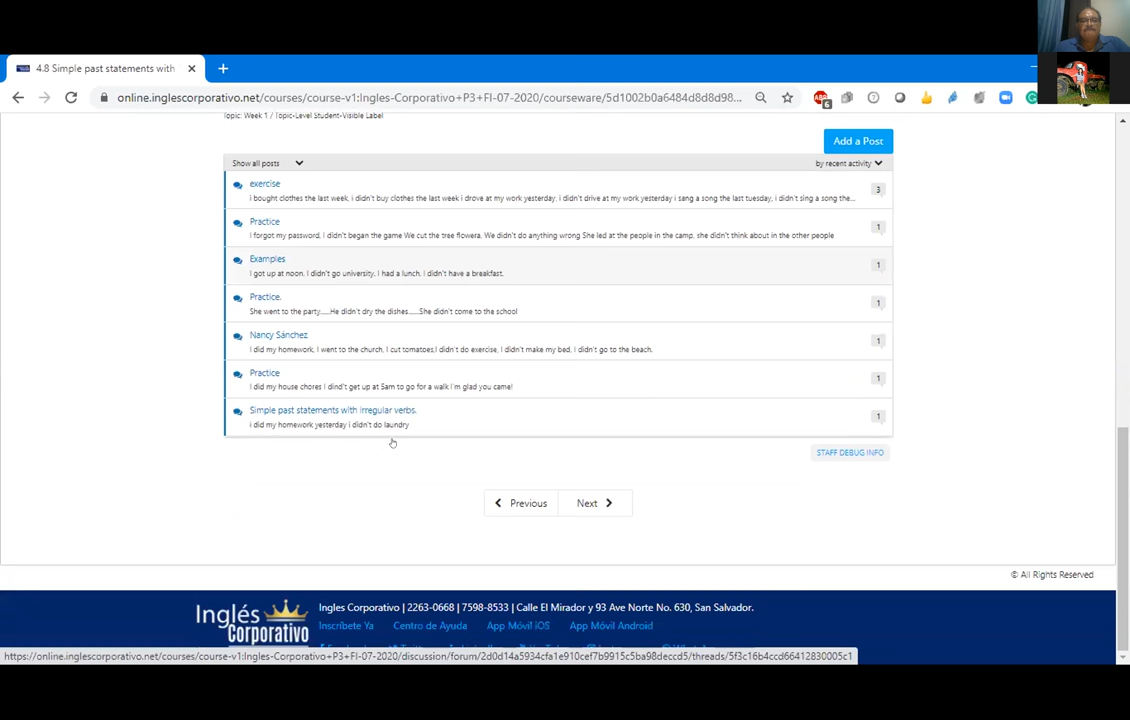 4.8 Simple past statements with
online.inglescorporativo.net/courses/course-v1:Ingles-Corporativo+P3+FI-07-2020/courseware/5d1002b0a6484d8d8d98...
6
Topic: Week 1 / Topic-Level Student-Visible Label
Add a Post
Show all posts
by recent activity
exercise
3
i bought clothes the last week, i didn't buy clothes the last week i drove at my work yesterday, i didn't drive at my work yesterday i sang a song the last tuesday, i didn't sing a song the...
Practice
1
I forgot my password, I didn't began the game We cut the tree flowera, We didn't do anything wrong She led at the people in the camp, she didn't think about in the other people
Examples
1
I got up at noon. I didn't go university. I had a lunch. I didn't have a breakfast.
Practice.
1
She went to the party......He didn't dry the dishes......She didn't come to the school
Nancy Sánchez
1
I did my homework, I went to the church, I cut tomatoes,I didn't do exercise, I didn't make my bed, I didn't go to the beach.
Practice
1
I did my house chores I dind't get up at 5am to go for a walk I'm glad you came!
Simple past statements with irregular verbs.
1
i did my homework yesterday i didn't do laundry
STAFF DEBUG INFO
Previous
Next
© All Rights Reserved
Inglés
Corporativo
Ingles Corporativo | 2263-0668 | 7598-8533 | Calle El Mirador y 93 Ave Norte No. 630, San Salvador.
Inscríbete Ya
Centro de Ayuda
App Móvil iOS
App Móvil Android
https://online.inglescorporativo.net/courses/course-v1:Ingles-Corporativo+P3+FI-07-2020/discussion/forum/2d0d14a5934cfa1e910cef7b9915c5ba98deccd5/threads/5f3c16b4ccd66412830005c1